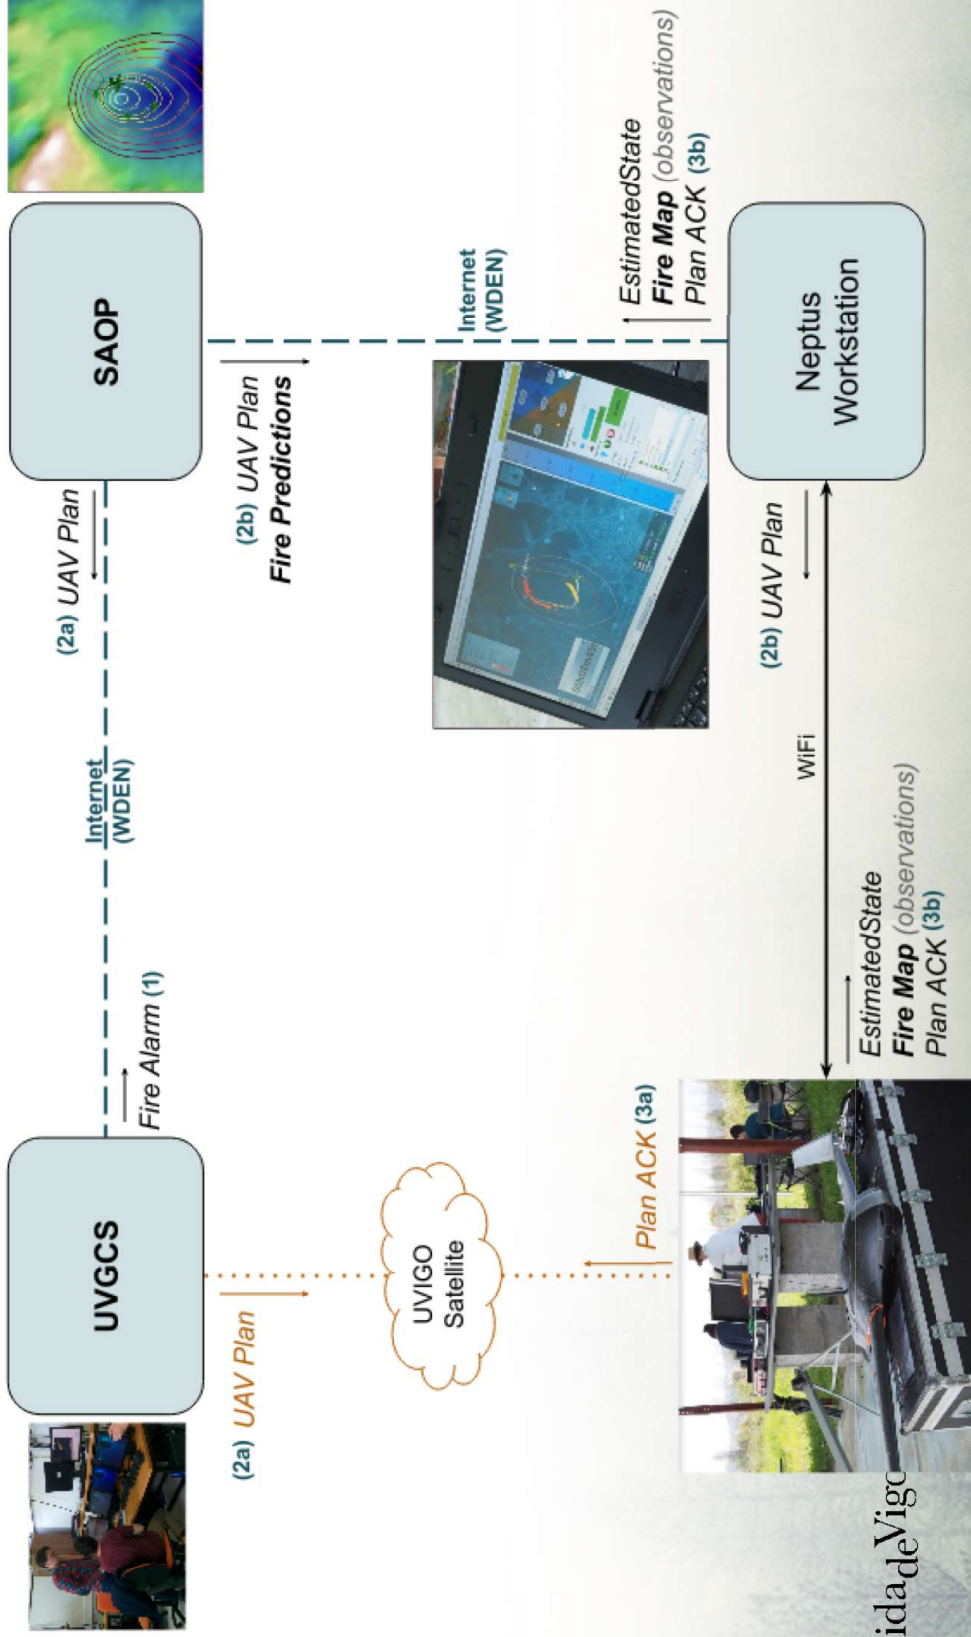 UVGCS
Fire Alarm (1)
Internet
(WDEN)
(2a) UAV Plan
SAOP
(2a) UAV Plan
UVIGO
Satellite
Plan ACK (3a)
(2b) UAV Plan
Fire Predictions
Internet
(WDEN)
EstimatedState
Fire Map (observations)
Plan ACK (3b)
WiFi
(2b) UAV Plan
Neptus
Workstation
EstimatedState
Fire Map (observations)
Plan ACK (3b)
idadeVigo